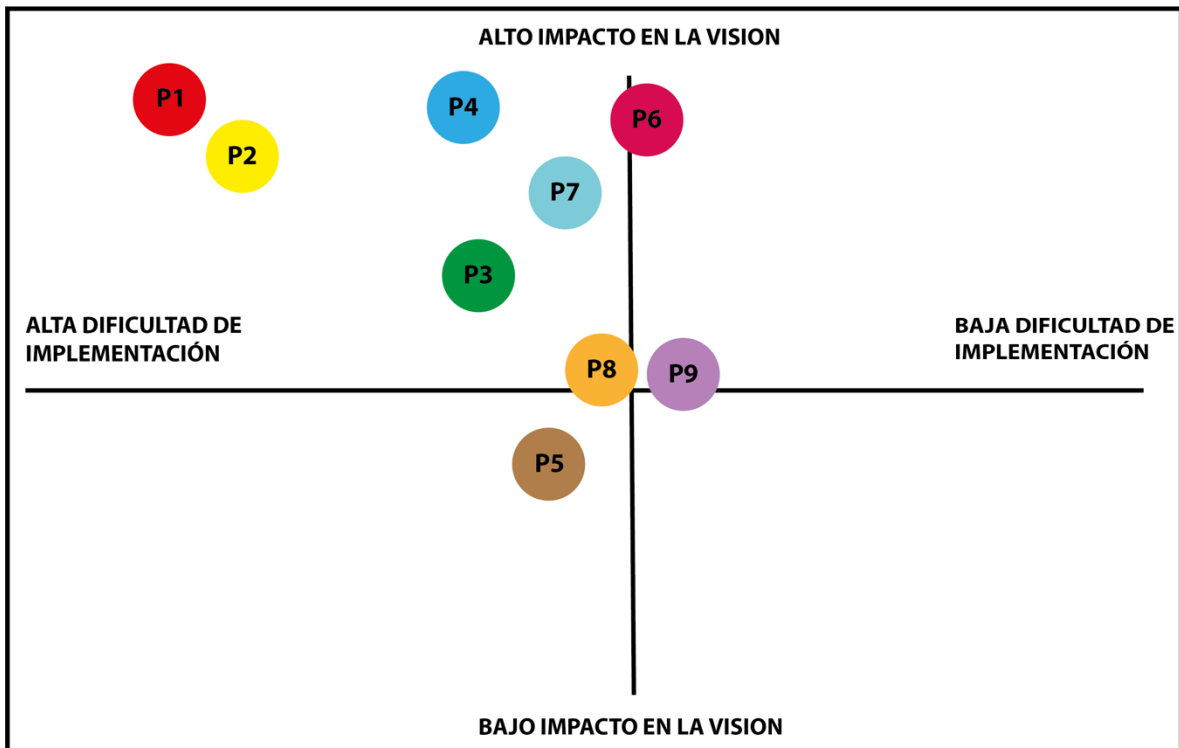 ALTO IMPACTO EN LA VISION
P1
P4
P6
P2
P7
P3
ALTA DIFICULTAD DE
IMPLEMENTACIÓN
BAJA DIFICULTAD DE
IMPLEMENTACIÓN
P8
P9
P5
BAJO IMPACTO EN LA VISION